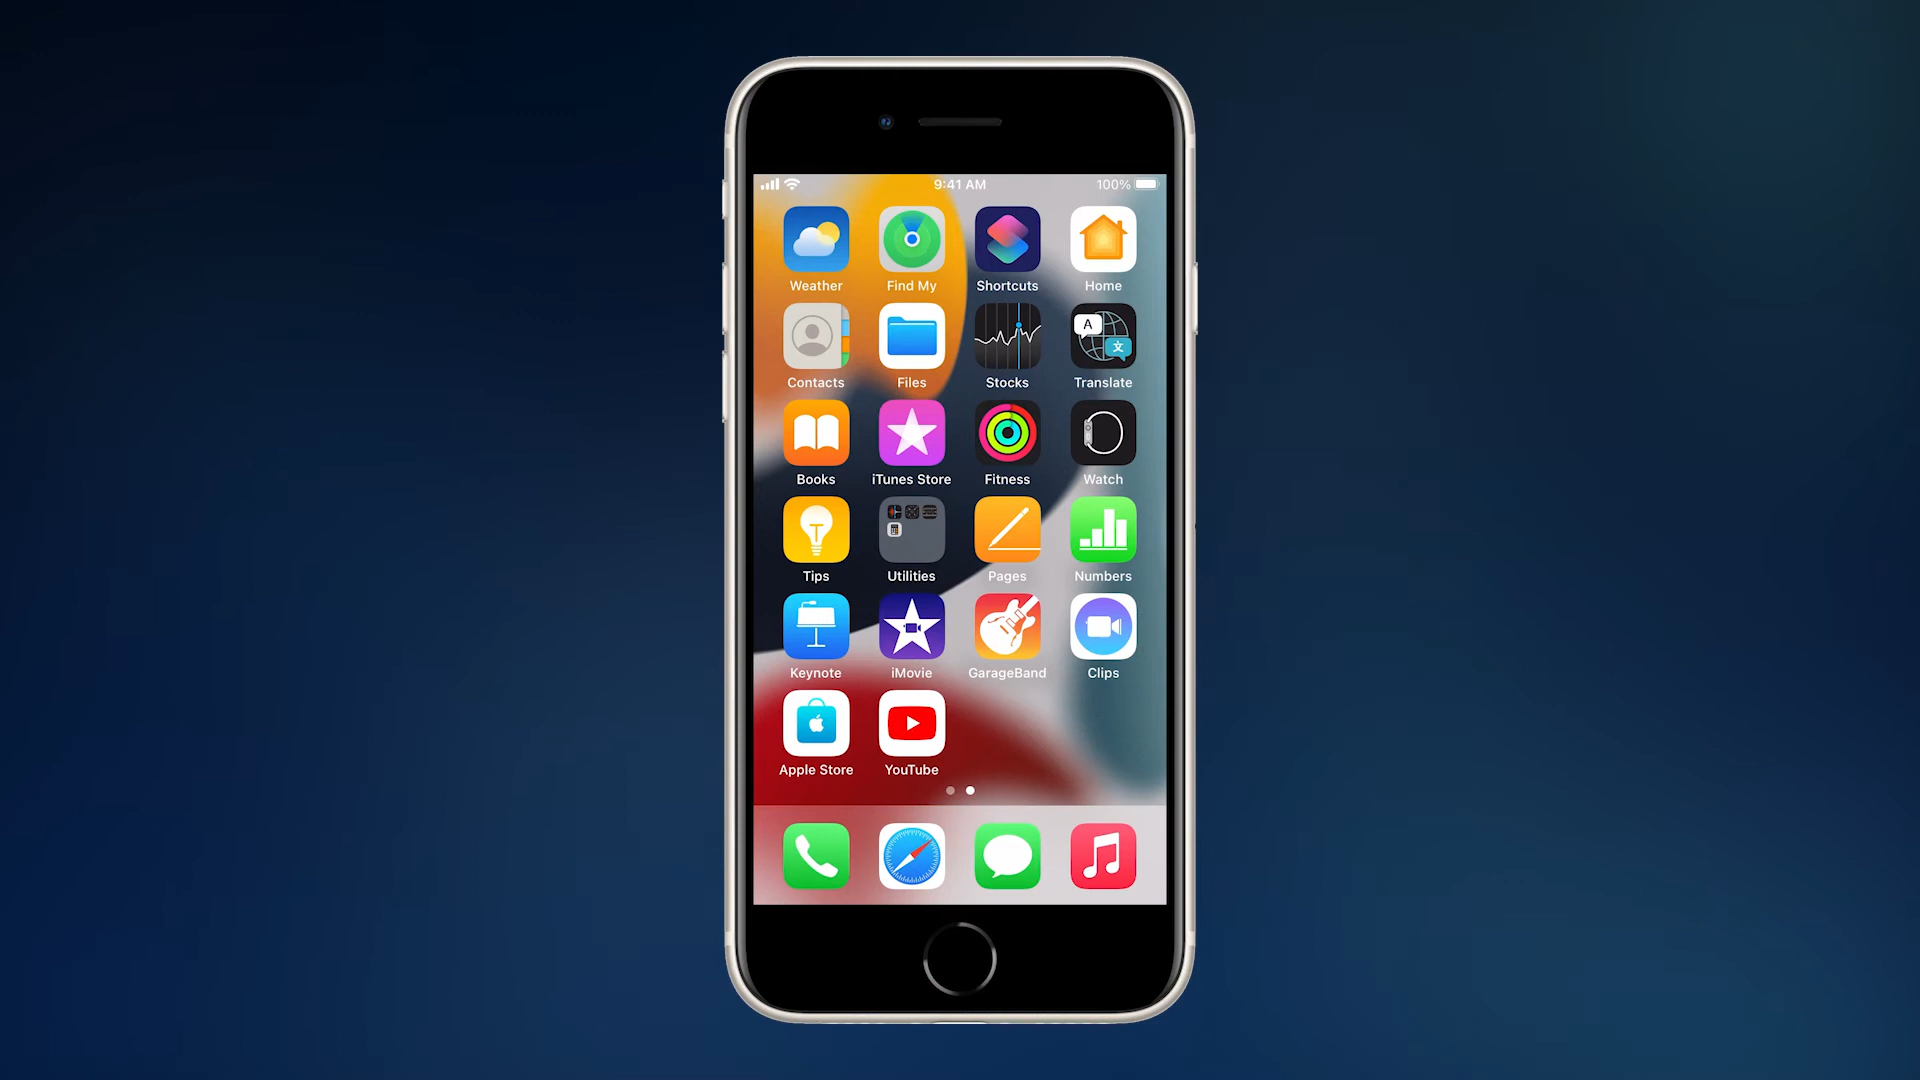 9:41 AM 100%
Weather Find My Shortcuts Home
A 文
Contacts Files Stocks Translate
Books iTunes Store Fitness Watch
Tips Utilities Pages Numbers
Keynote iMovie GarageBand Clips
Apple Store YouTube